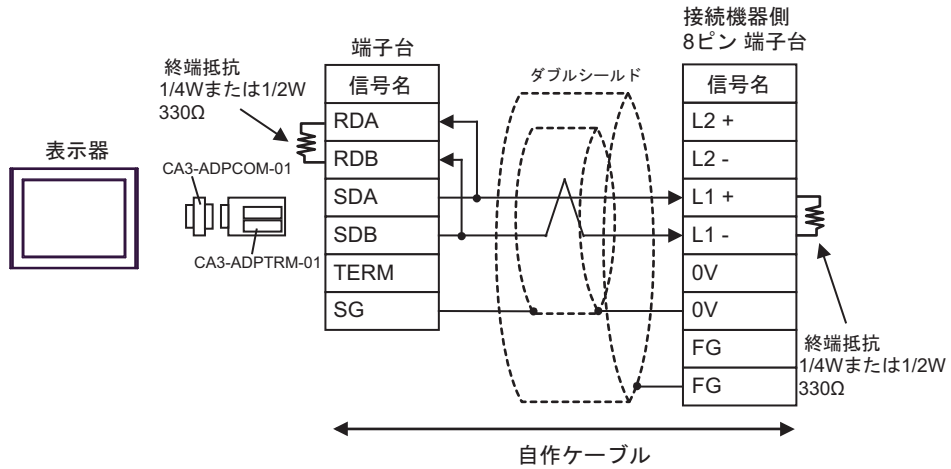 接続機器側
8ピン 端子台
端子台
終端抵抗
1/4Wまたは1/2W
330Ω
ダブルシールド
信号名
信号名
RDA
L2 +
表示器
RDB
L2 -
CA3-ADPCOM-01
SDA
L1 +
SDB
L1 -
CA3-ADPTRM-01
TERM
0V
SG
0V
FG
終端抵抗
1/4Wまたは1/2W
330Ω
FG
自作ケーブル